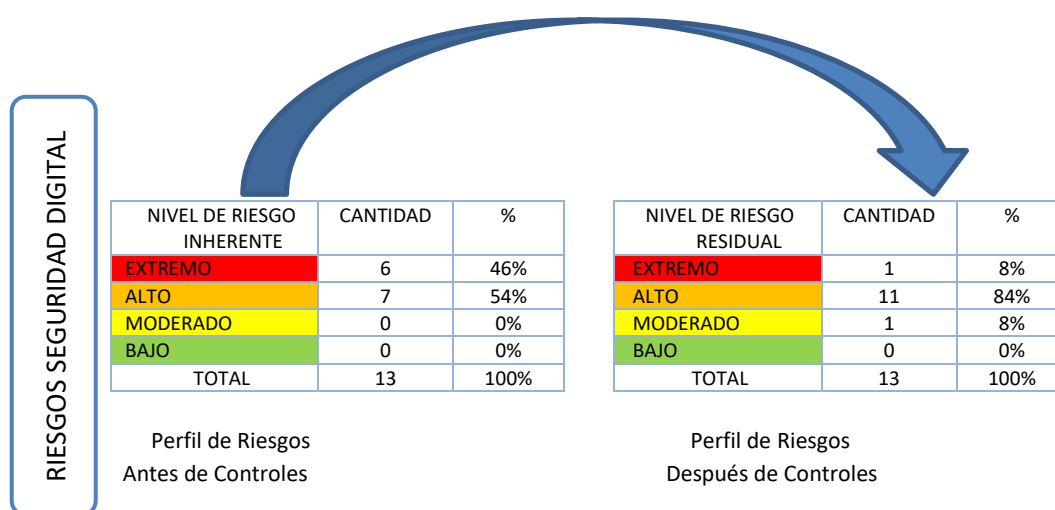 RIESGOS SEGURIDAD DIGITAL
NIVEL DE RIESGO INHERENTE CANTIDAD %
EXTREMO 6 46%
ALTO 7 54%
MODERADO 0 0%
BAJO 0 0%
TOTAL 13 100%
Perfil de Riesgos
Antes de Controles
NIVEL DE RIESGO RESIDUAL CANTIDAD %
EXTREMO 1 8%
ALTO 11 84%
MODERADO 1 8%
BAJO 0 0%
TOTAL 13 100%
Perfil de Riesgos
Después de Controles